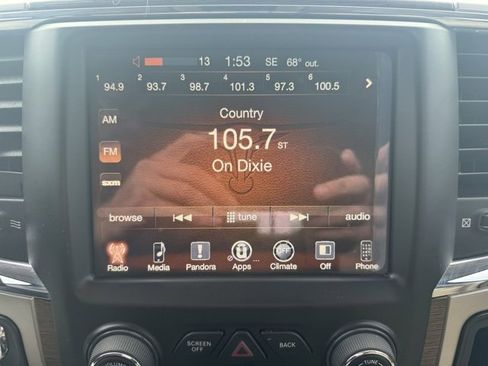 13 1:53 SE 68° out.
1 2 3 4 5 6
94.9 93.7 98.7 101.3 97.3 100.5
Country
AM
105.7 ST
FM
On Dixie
sxm
browse tune audio
Radio Media Pandora Apps Climate Off Phone
SCREEN OFF BACK
VOLUME TUNE